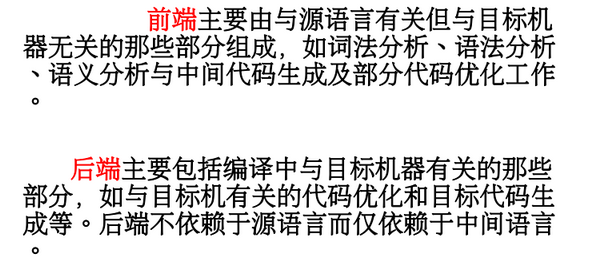 前端主要由与源语言有关但与目标机
器无关的那些部分组成，如词法分析、语法分析
、语义分析与中间代码生成及部分代码优化工作
。
后端主要包括编译中与目标机器有关的那些
部分，如与目标机有关的代码优化和目标代码生
成等。后端不依赖于源语言而仅依赖于中间语言
。